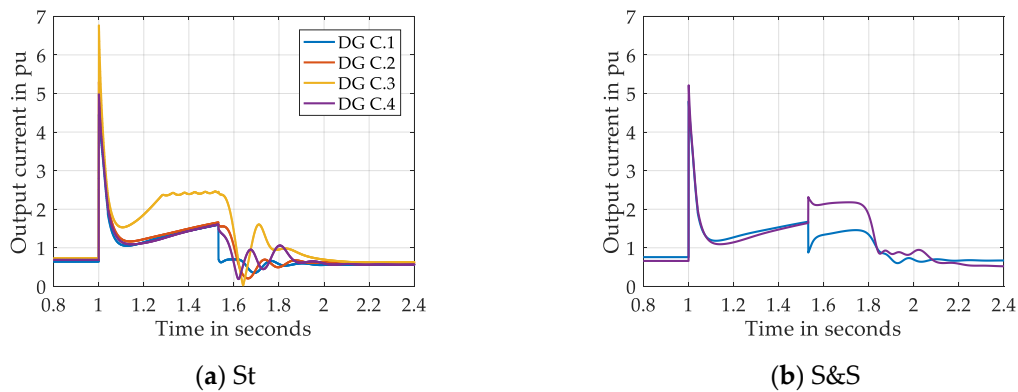 Output current in pu
7
6
5
4
3
2
1
0
0.8 1 1.2 1.4 1.6 1.8 2 2.2 2.4
Time in seconds
DG C.1
DG C.2
DG C.3
DG C.4
(a) St
Output current in pu
7
6
5
4
3
2
1
0
0.8 1 1.2 1.4 1.6 1.8 2 2.2 2.4
Time in seconds
(b) S&S